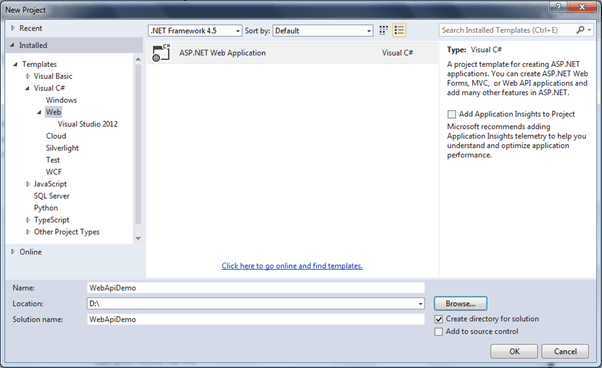 New Project
Recent
Installed
Templates
Visual Basic
Visual C#
Windows
Web
Visual Studio 2012
Cloud
Silverlight
Test
WCF
JavaScript
SQL Server
Python
TypeScript
Other Project Types
Online
.NET Framework 4.5 Sort by: Default
ASP.NET Web Application Visual C#
Click here to go online and find templates.
Search Installed Templates (Ctrl+E)
Type: Visual C#
A project template for creating ASP.NET
applications. You can create ASP.NET Web
Forms, MVC, or Web API applications and
add many other features in ASP.NET.
Add Application Insights to Project
Microsoft recommends adding
Application Insights telemetry to help you
understand and optimize application
performance.
Name: WebApiDemo
Location: D:\ Browse...
Solution name: WebApiDemo
Create directory for solution
Add to source control
OK Cancel